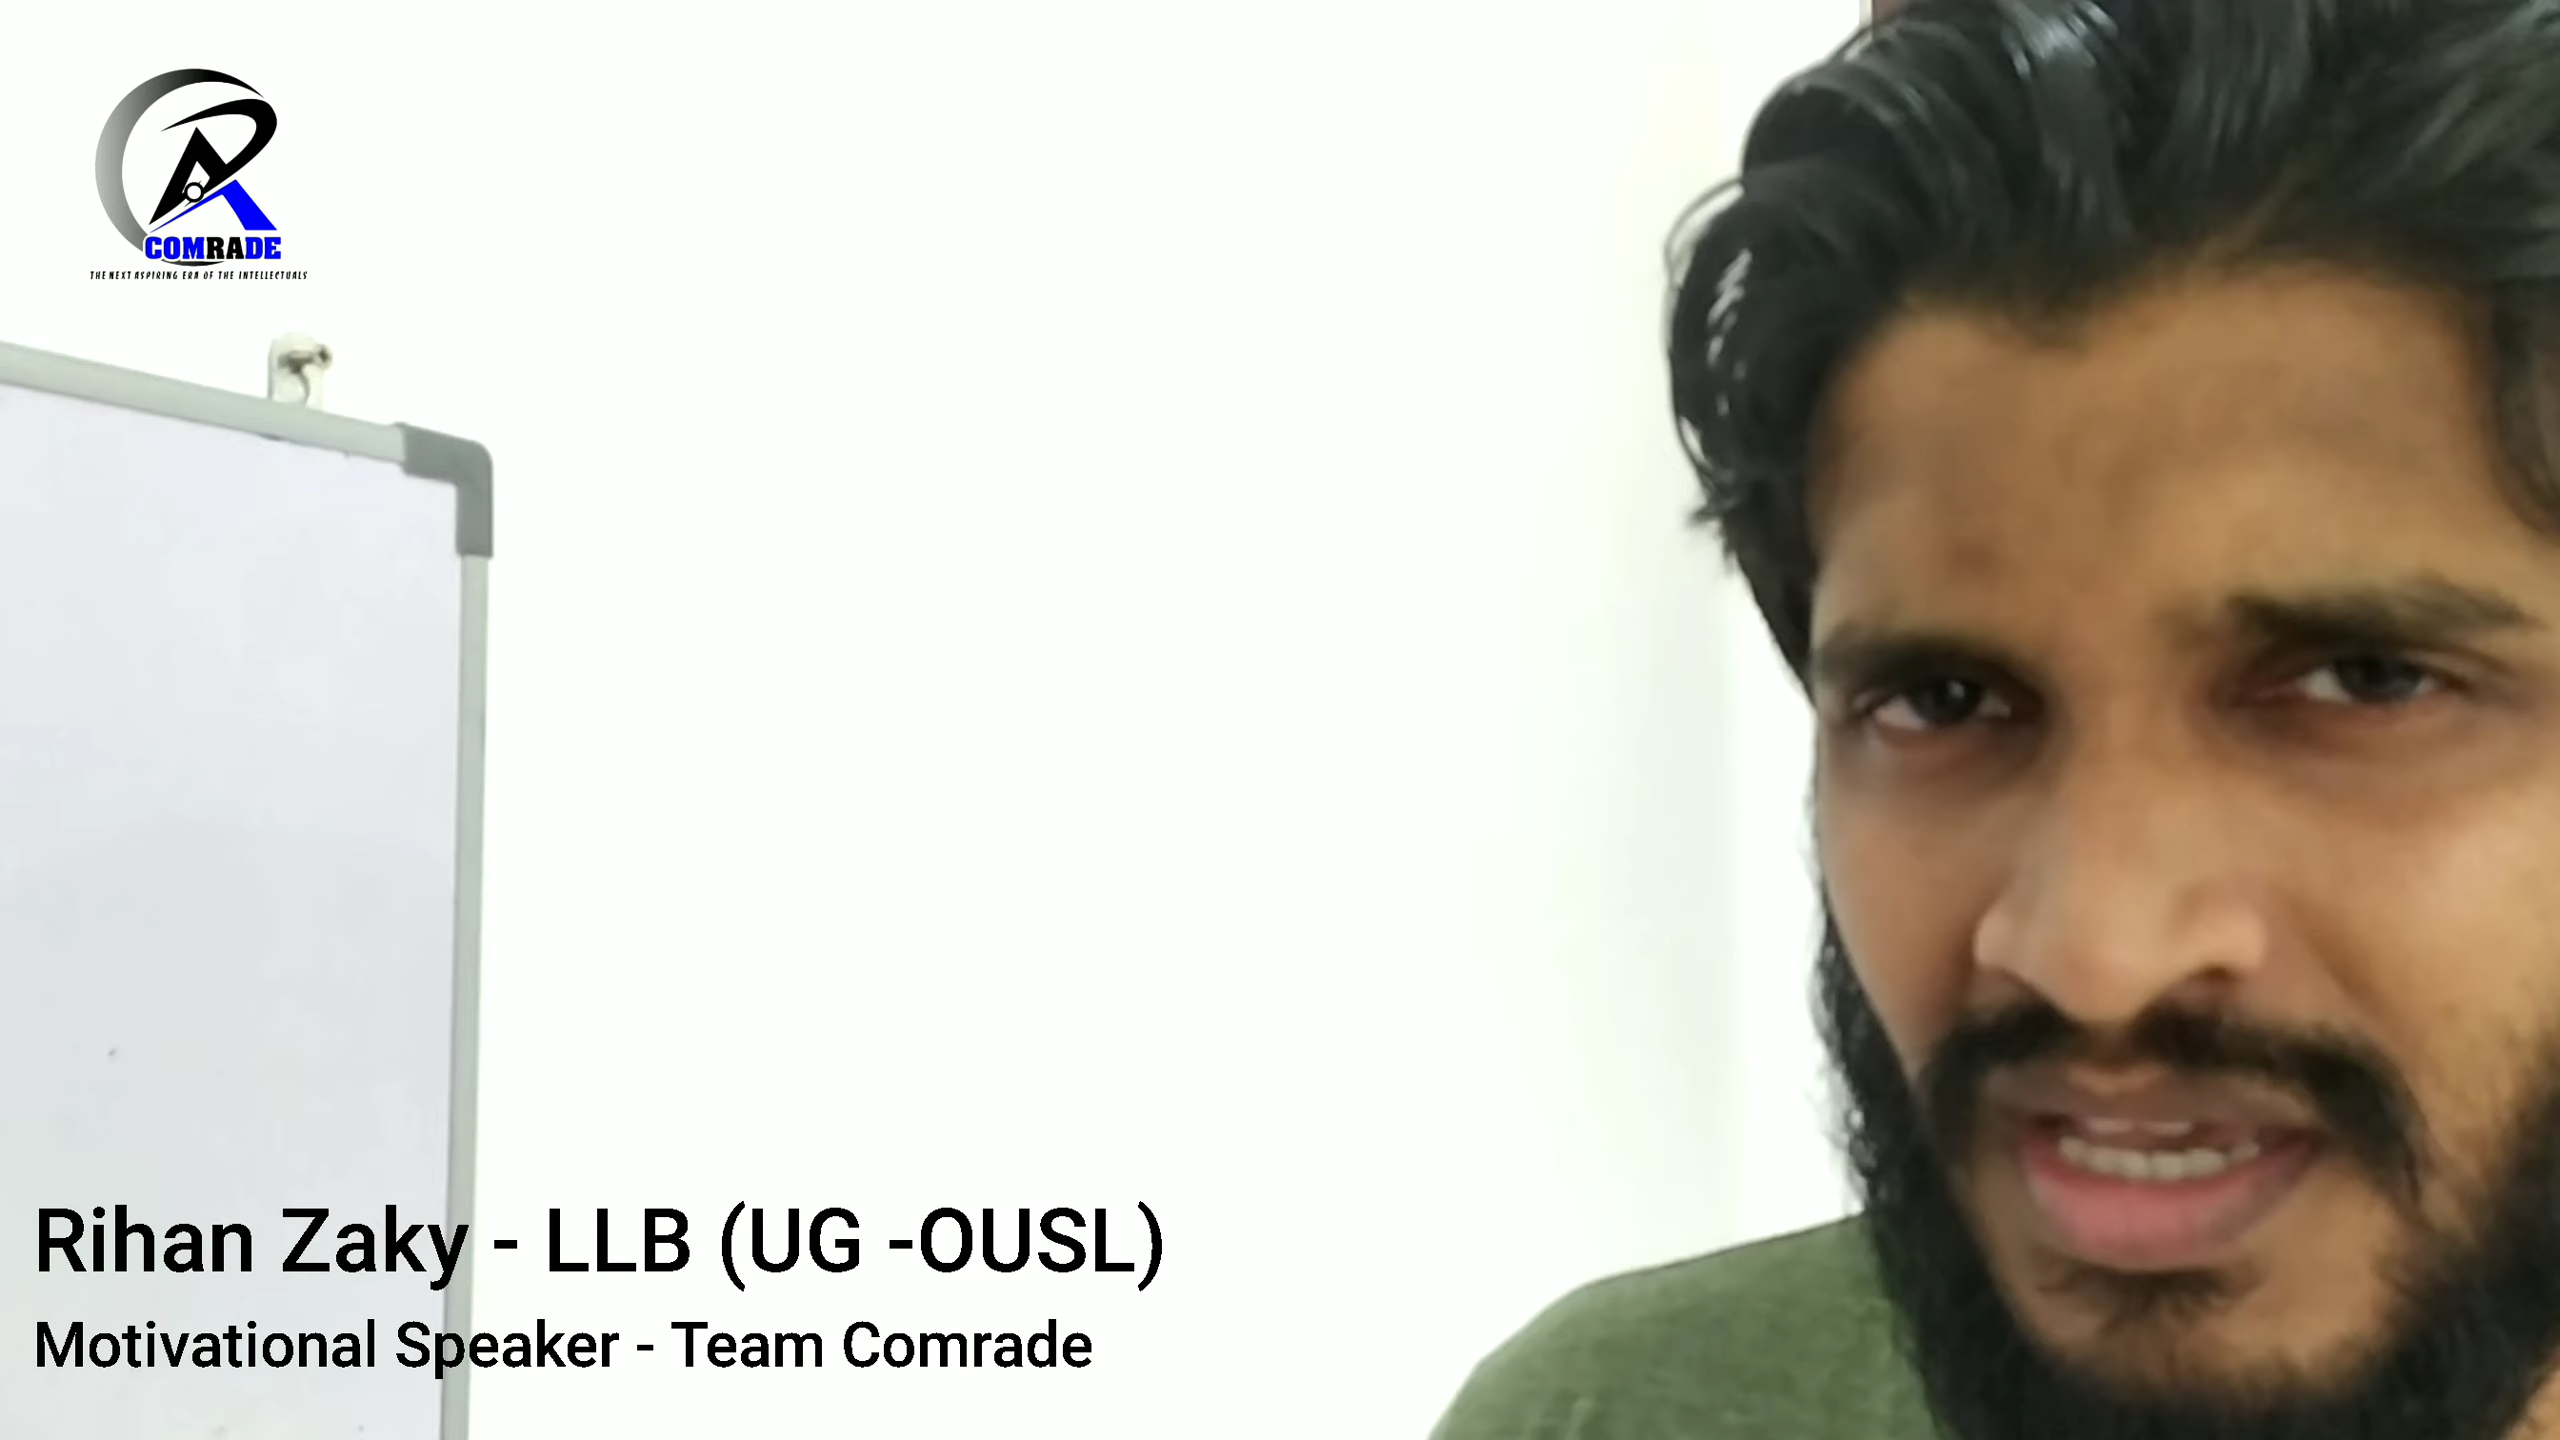 COMRADE
THE NEXT ASPIRING ERA OF THE INTELLECTUALS
Rihan Zaky - LLB (UG -OUSL)
Motivational Speaker - Team Comrade